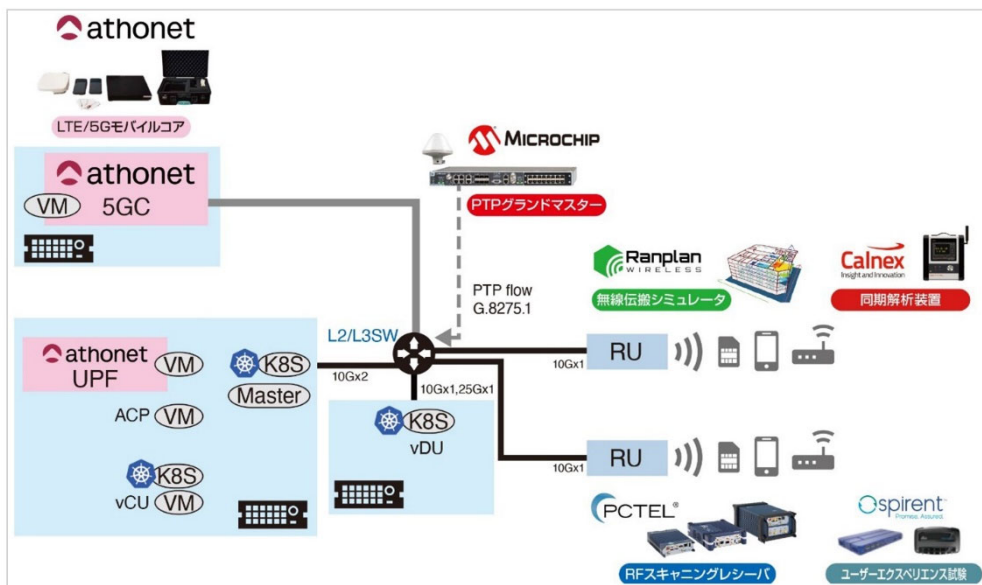 athonet
LTE/5Gモバイルコア
athonet
VM
5GC
MICROCHIP
PTPグランドマスター
PTP flow
G.8275.1
Ranplan
WIRELESS
無線伝搬シミュレータ
Calnex
Insight and Innovation
同期解析装置
L2/L3SW
athonet
UPF
VM
K8S
Master
ACP
VM
K8S
vCU
VM
10Gx2
10Gx1,25Gx1
K8S
vDU
10Gx1
RU
10Gx1
RU
PCTEL®
RFスキャニングレシーバ
spirent™
Promise. Assured.
ユーザーエクスペリエンス試験